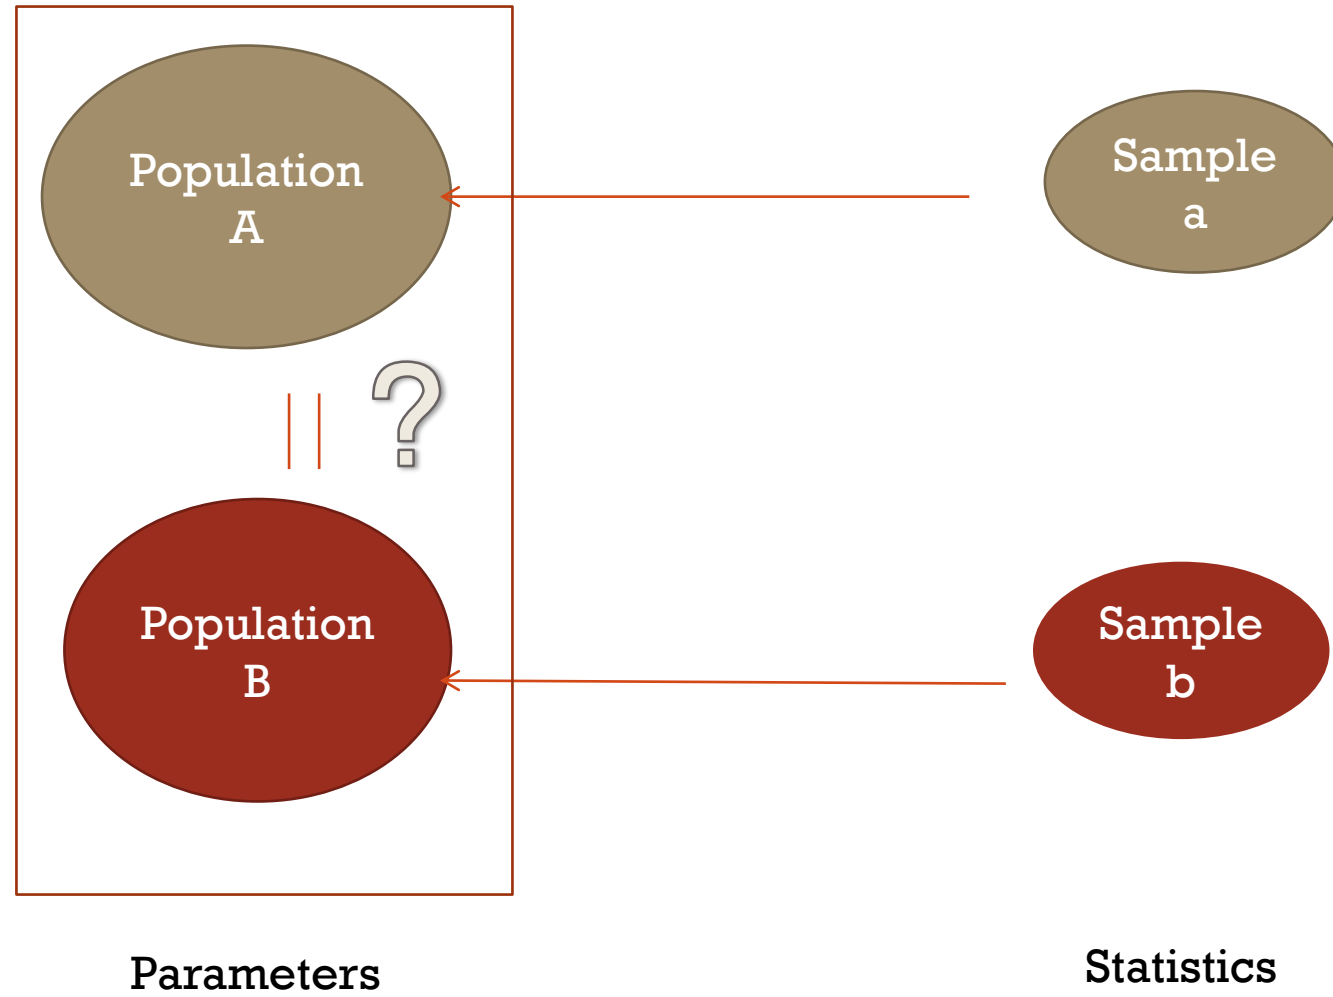 Population
A
Sample
a
?
Population
B
Sample
b
Parameters
Statistics